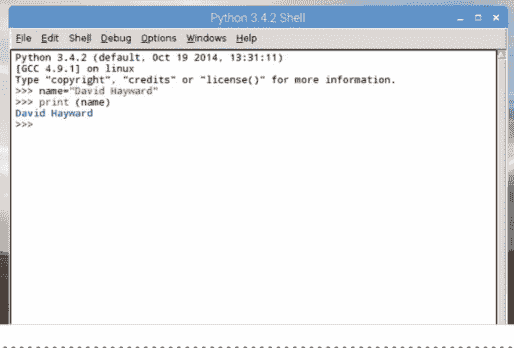 Python 3.4.2 Shell
File Edit Shell Debug Options Windows Help
Python 3.4.2 (default, Oct 19 2014, 13:31:11)
[GCC 4.9.1] on linux
Type "copyright", "credits" or "license()" for more information.
>>> name="David Hayward"
>>> print (name)
David Hayward
>>>